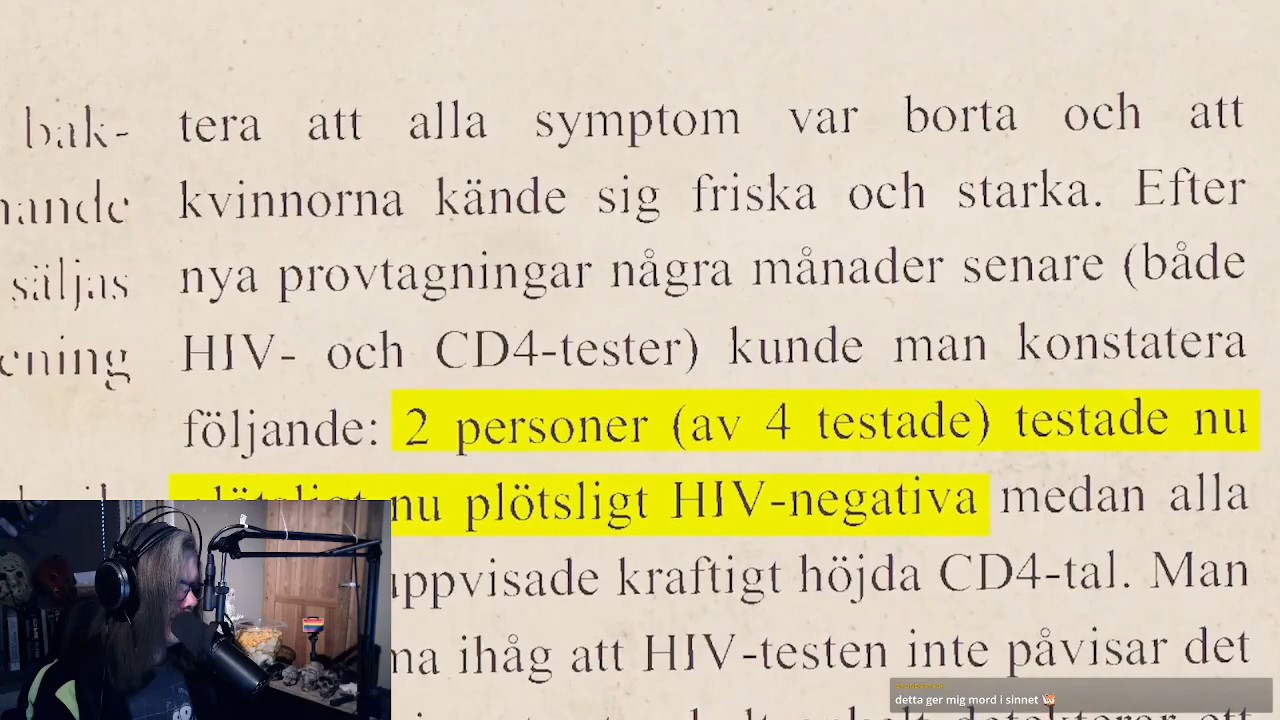 bak-
säljas
ening
tera att alla symptom var borta och att
kvinnorna kände sig friska och starka. Efter
nya provtagningar några månader senare (både
HIV- och CD4-tester) kunde man konstatera
följande: 2 personer (av 4 testade) testade nu
plötsligt nu plötsligt HIV-negativa medan alla
uppvisade kraftigt höjda CD4-tal. Man
ihåg att HIV-testen inte påvisar det
detta ger mig mord i sinnet